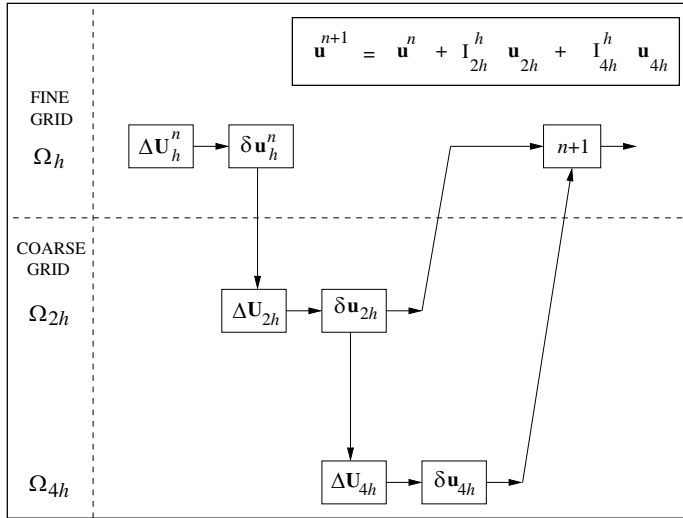 u^{n+1} = u^n + I_{2h}^h u_{2h} + I_{4h}^h u_{4h}
FINE
GRID
Ω_h
ΔU_h^n
δu_h^n
n+1
COARSE
GRID
Ω_{2h}
ΔU_{2h}
δu_{2h}
Ω_{4h}
ΔU_{4h}
δu_{4h}